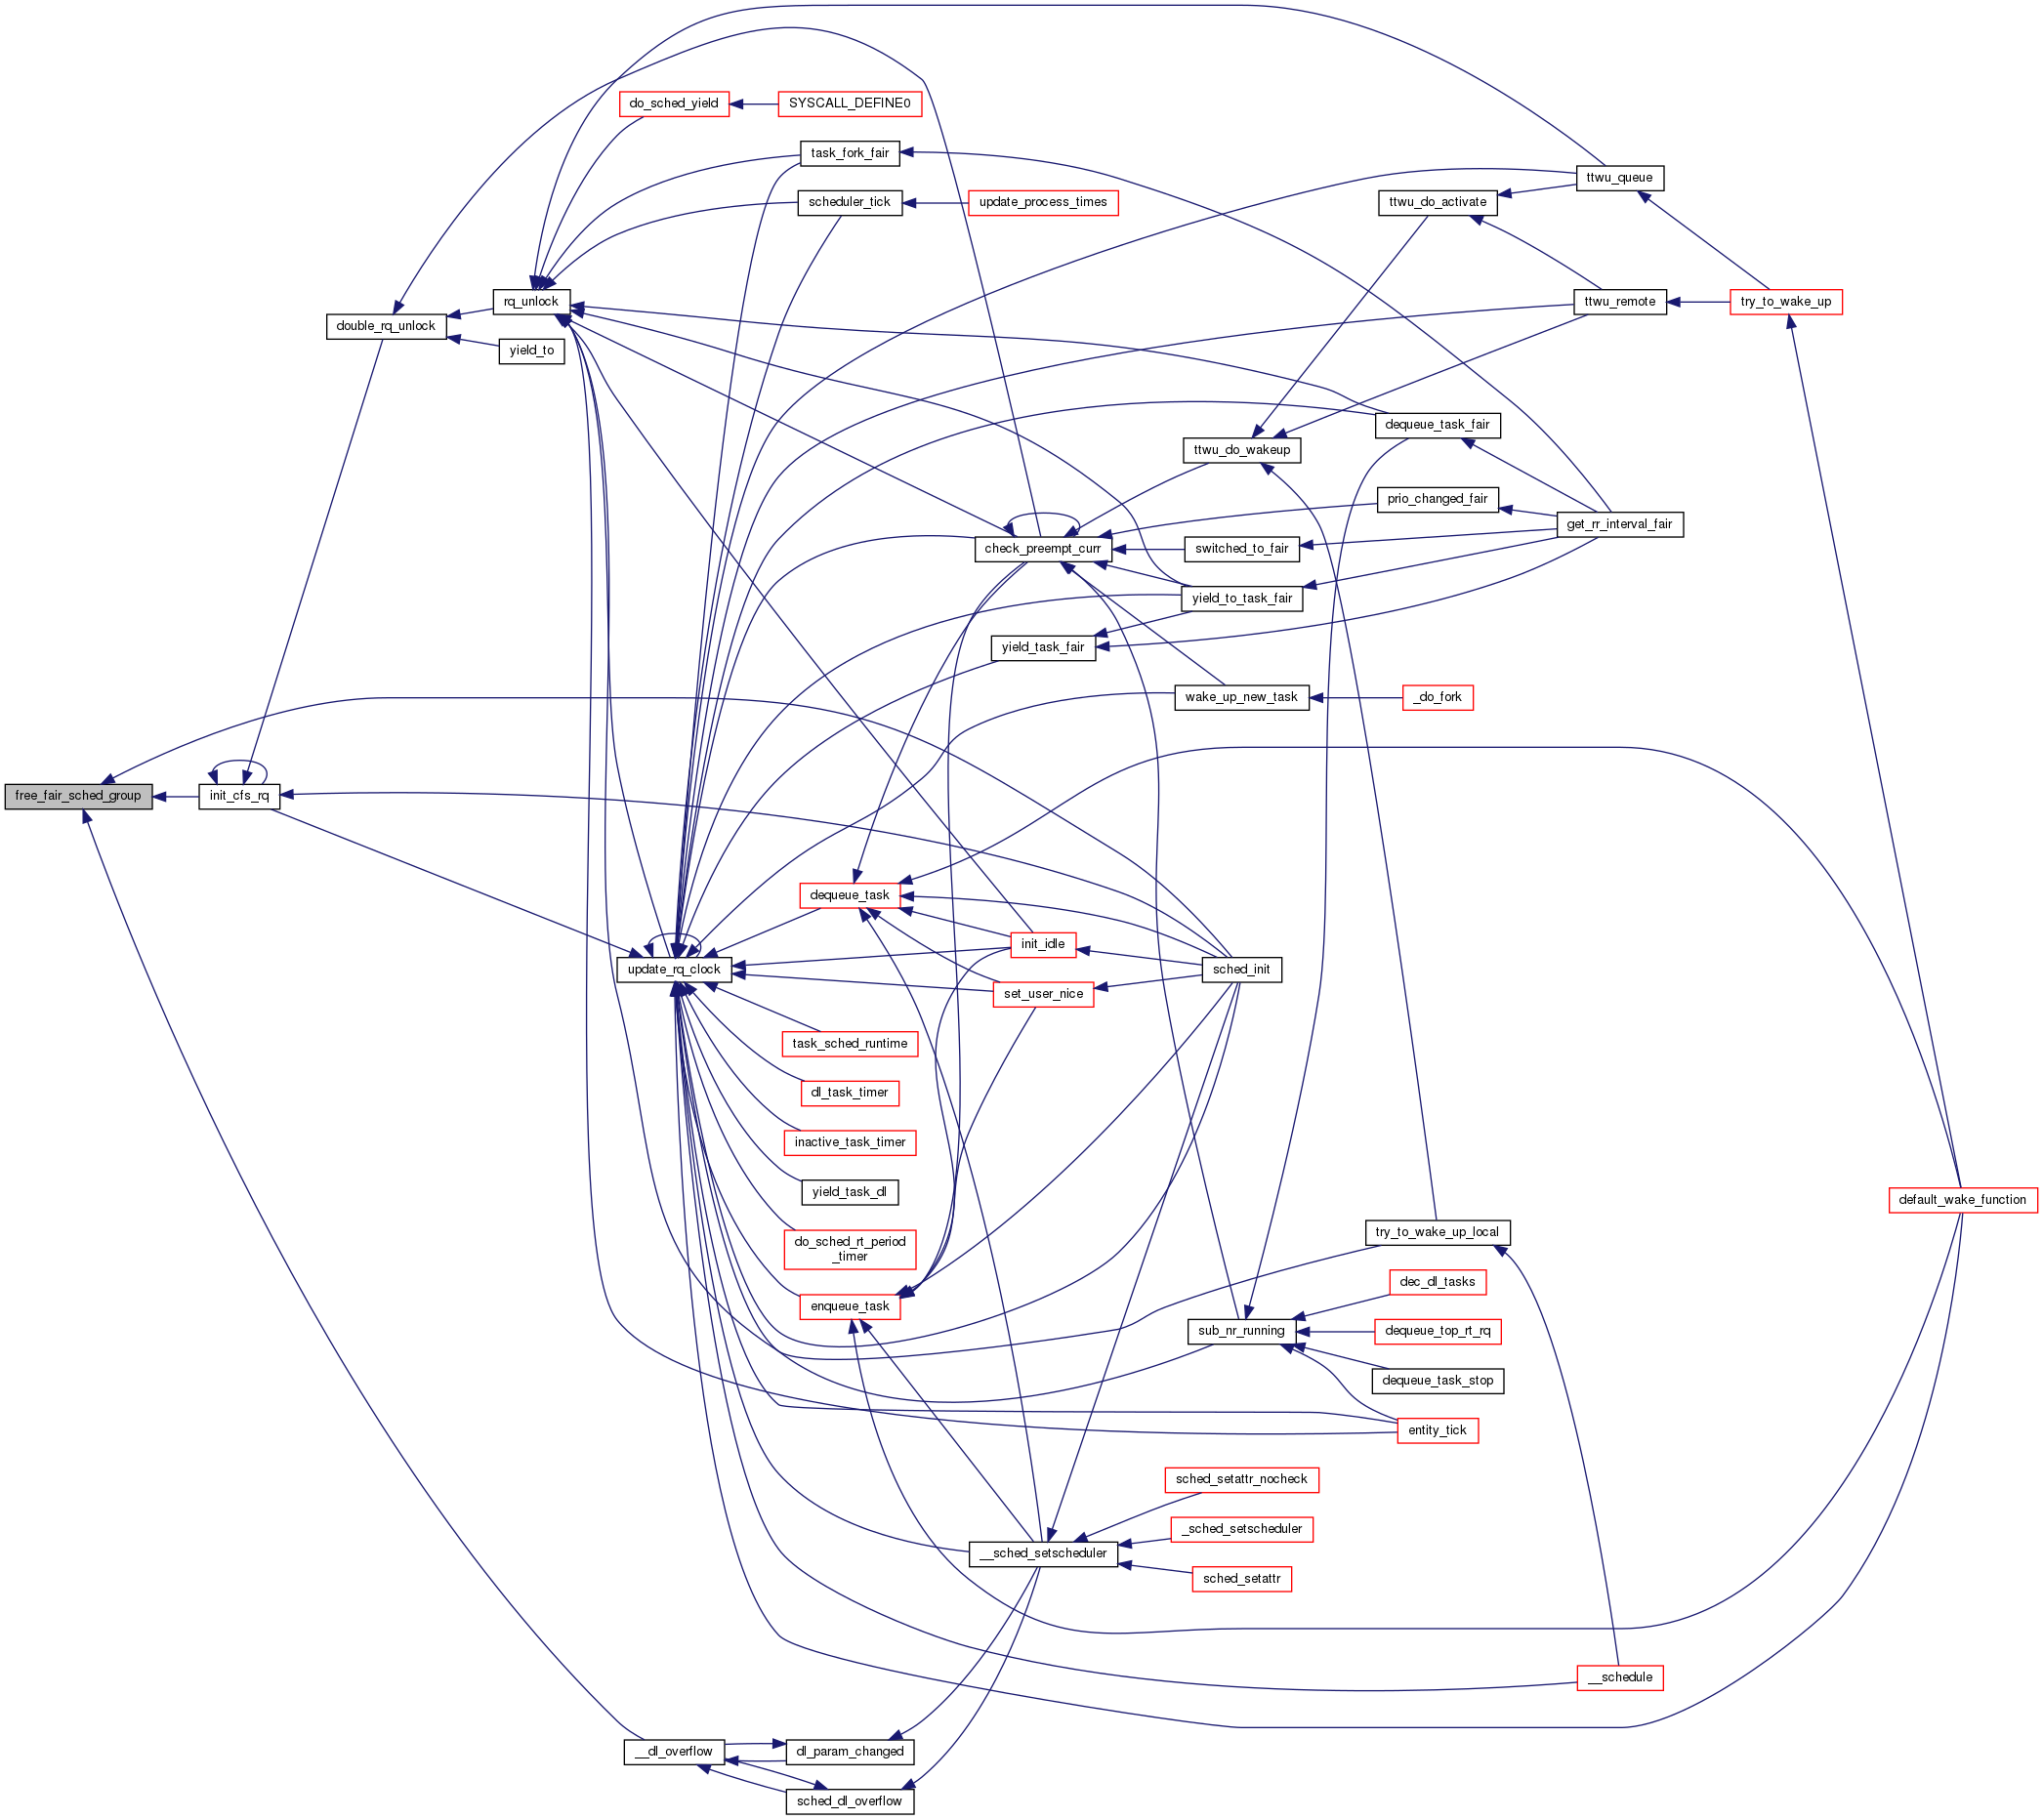 do_sched_yield
SYSCALL_DEFINE0
task_fork_fair
ttwu_queue
scheduler_tick
update_process_times
ttwu_do_activate
rq_unlock
ttwu_remote
try_to_wake_up
double_rq_unlock
yield_to
dequeue_task_fair
ttwu_do_wakeup
prio_changed_fair
get_rr_interval_fair
check_preempt_curr
switched_to_fair
yield_to_task_fair
yield_task_fair
wake_up_new_task
_do_fork
free_fair_sched_group
init_cfs_rq
dequeue_task
init_idle
update_rq_clock
sched_init
set_user_nice
task_sched_runtime
dl_task_timer
inactive_task_timer
yield_task_dl
default_wake_function
do_sched_rt_period
_timer
try_to_wake_up_local
dec_dl_tasks
enqueue_task
sub_nr_running
dequeue_top_rt_rq
dequeue_task_stop
entity_tick
sched_setattr_nocheck
_sched_setscheduler
__sched_setscheduler
sched_setattr
__schedule
__dl_overflow
dl_param_changed
sched_dl_overflow